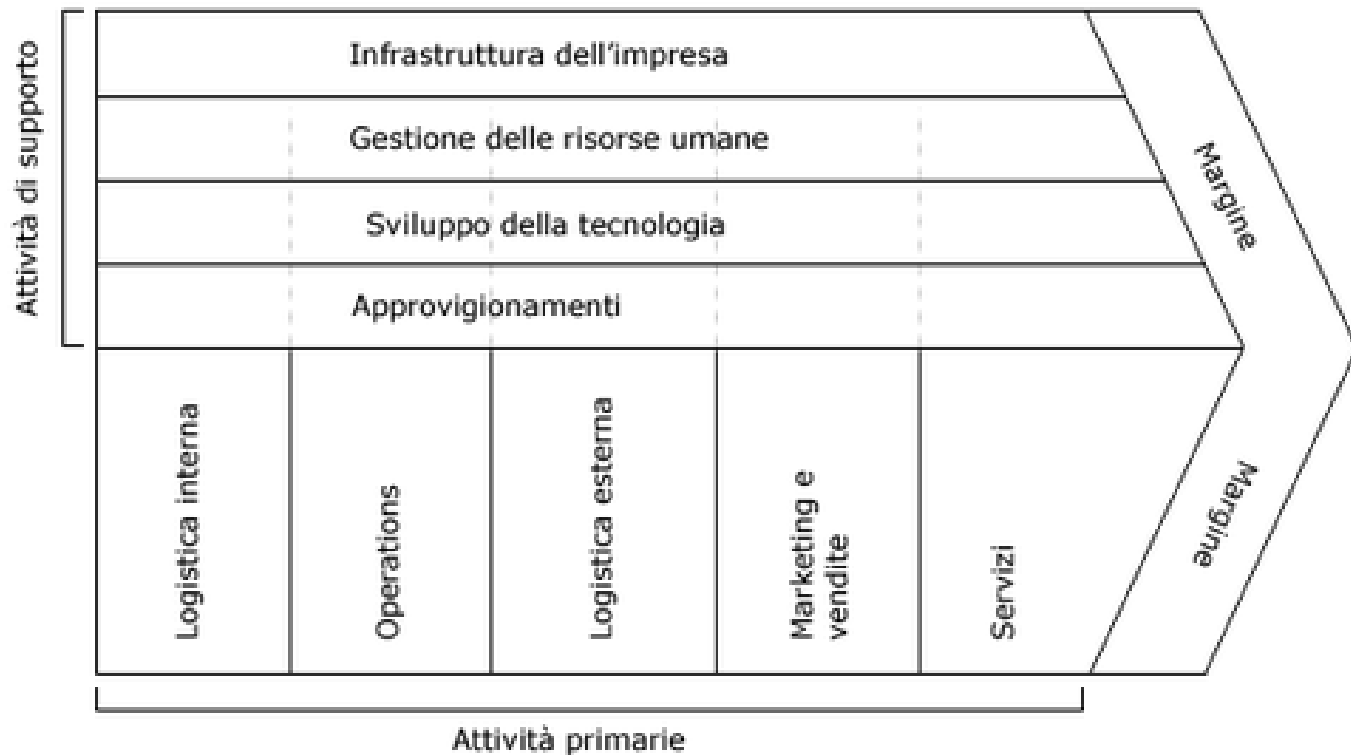 Attività di supporto
Infrastruttura dell'impresa
Gestione delle risorse umane
Sviluppo della tecnologia
Approvigionamenti
Margine
Logistica interna
Operations
Logistica esterna
Marketing e
vendite
Servizi
Margine
Attività primarie